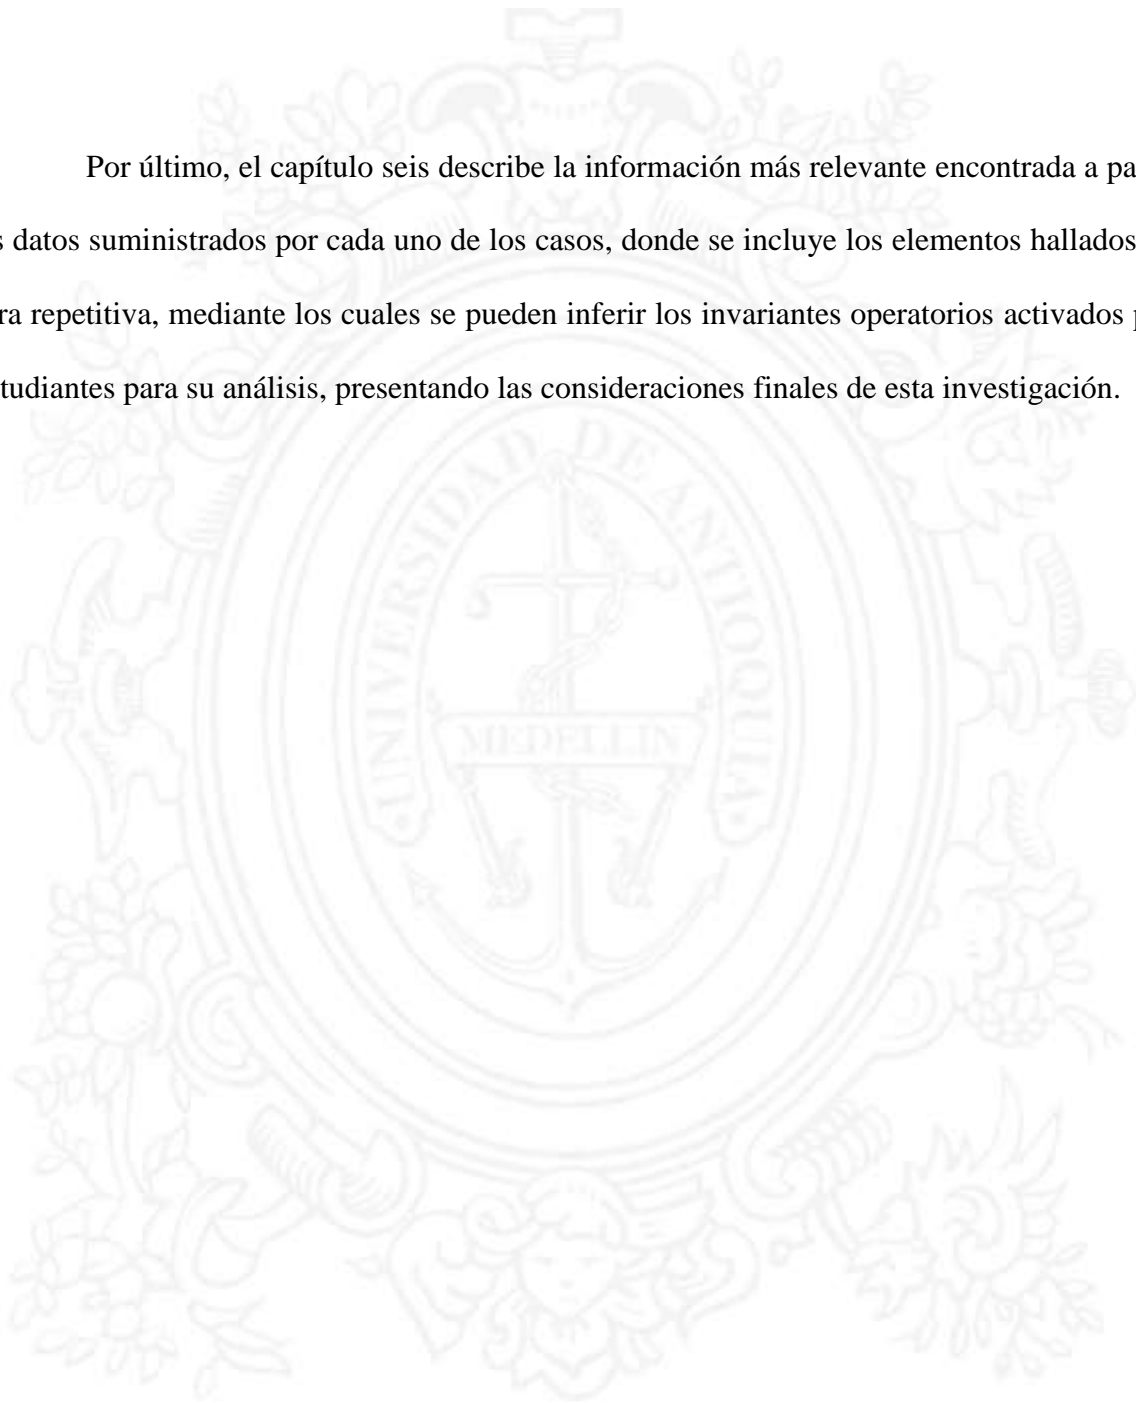 Por último, el capítulo seis describe la información más relevante encontrada a pa
s datos suministrados por cada uno de los casos, donde se incluye los elementos hallados
ra repetitiva, mediante los cuales se pueden inferir los invariantes operatorios activados p
tudiantes para su análisis, presentando las consideraciones finales de esta investigación.
UNIVERSIDAD DE ANTIOQUIA
MEDELLIN